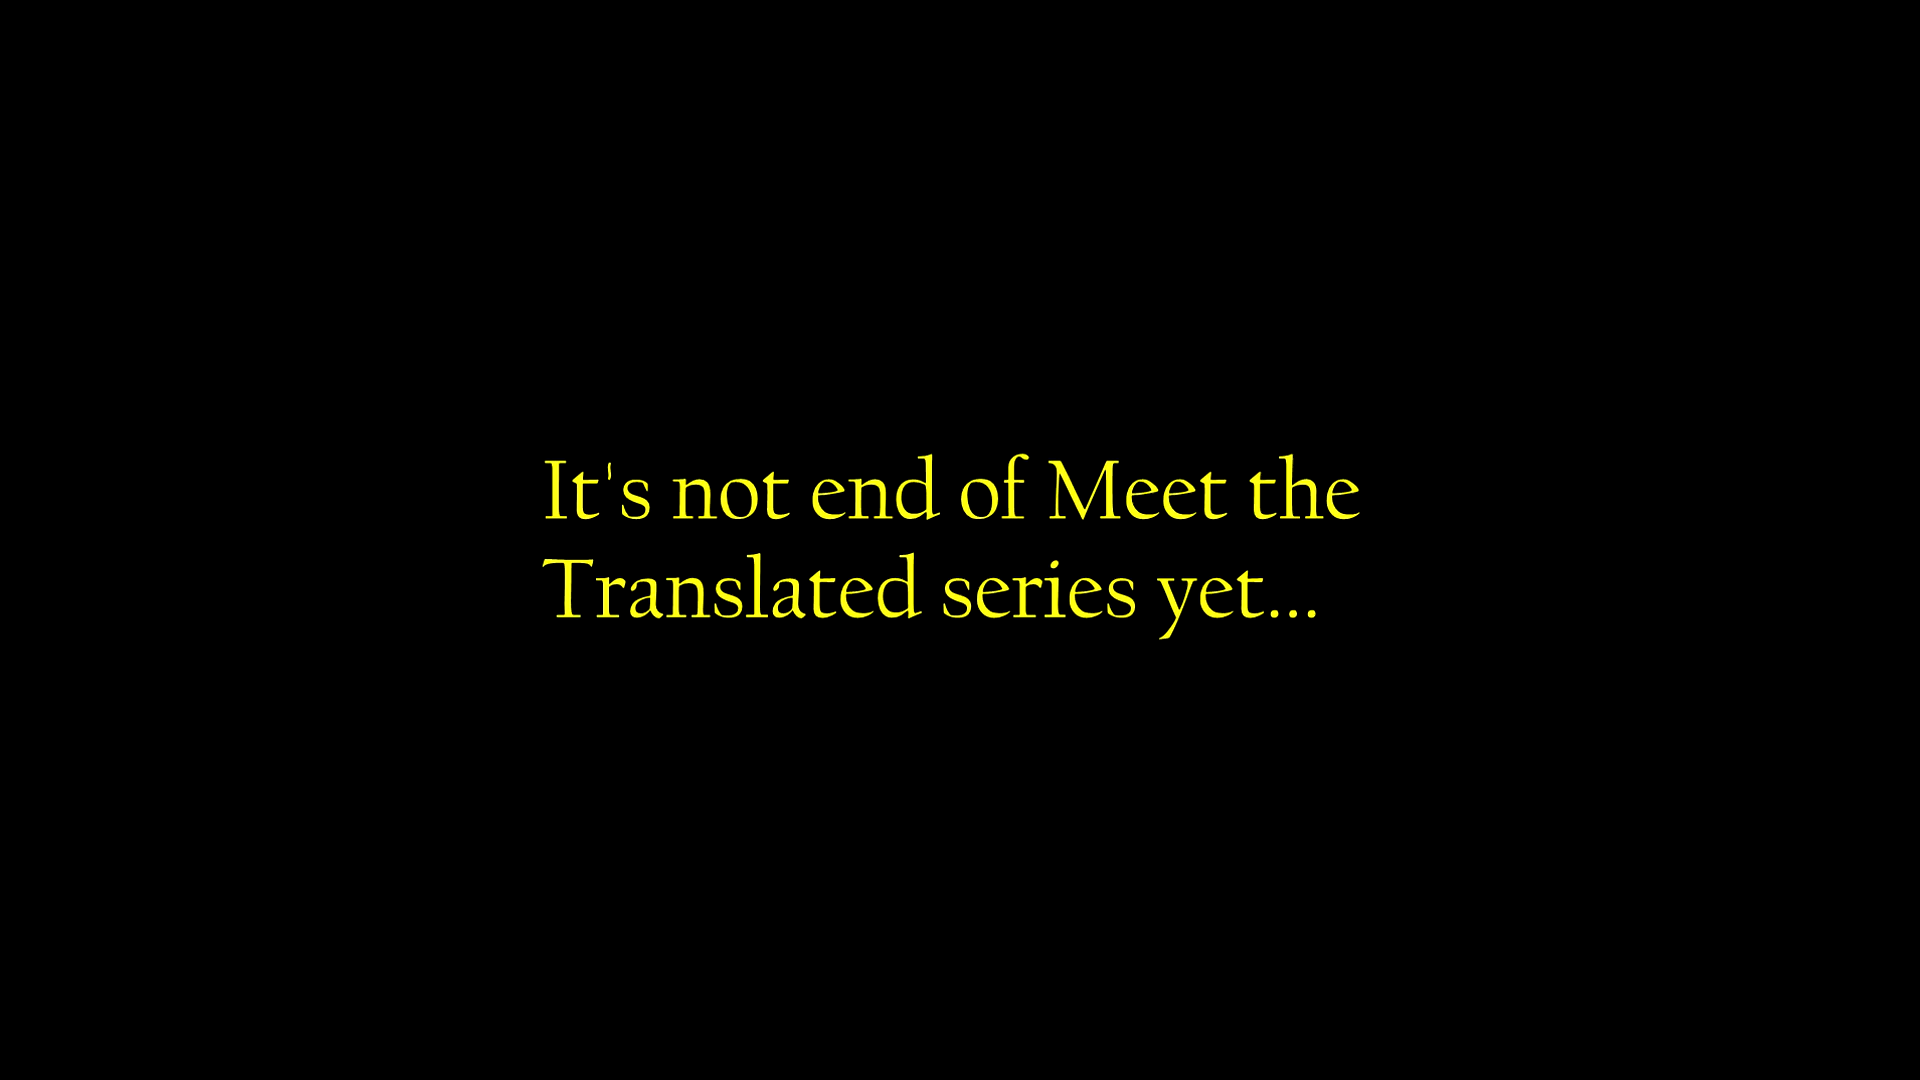 It's not end of Meet the
Translated series yet...